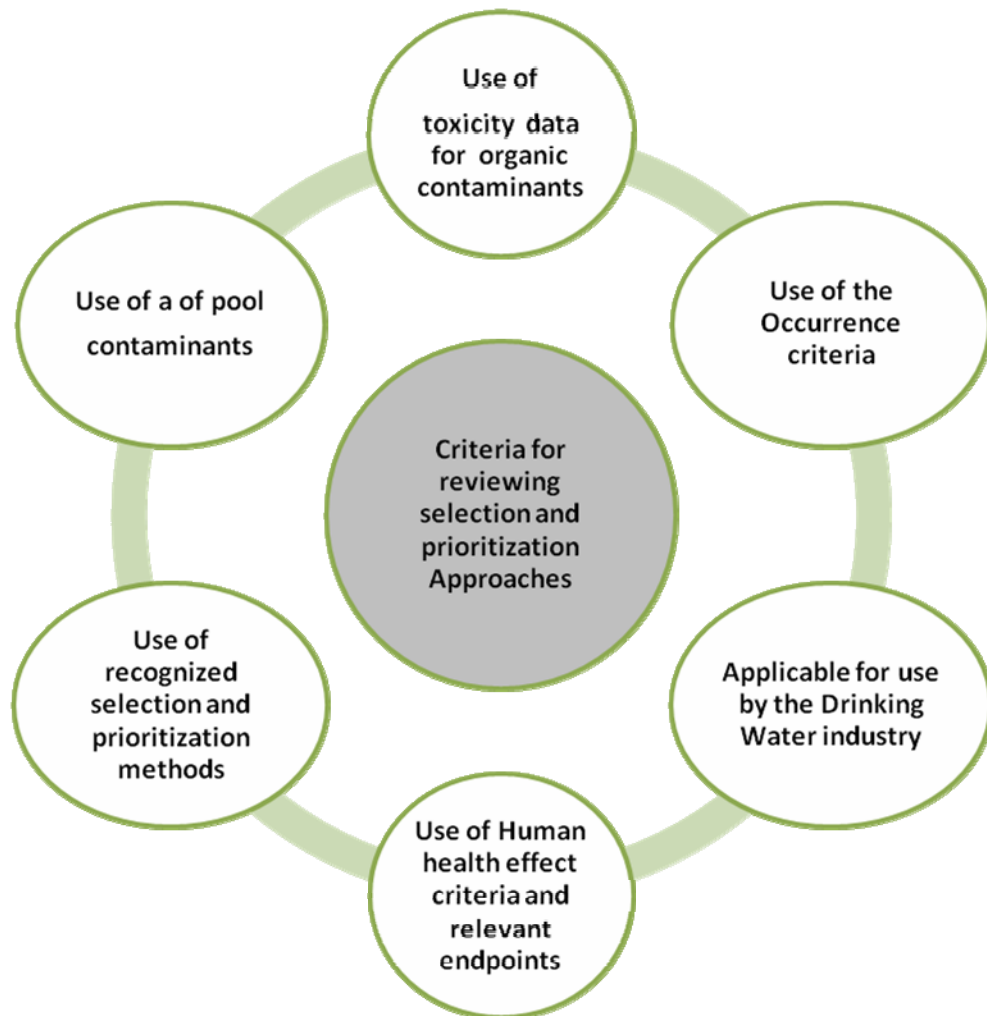 Use of
toxicity data
for organic
contaminants
Use of the
Occurrence
criteria
Applicable for use
by the Drinking
Water industry
Use of Human
health effect
criteria and
relevant
endpoints
Use of
recognized
selection and
prioritization
methods
Use of a of pool
contaminants
Criteria for
reviewing
selection and
prioritization
Approaches